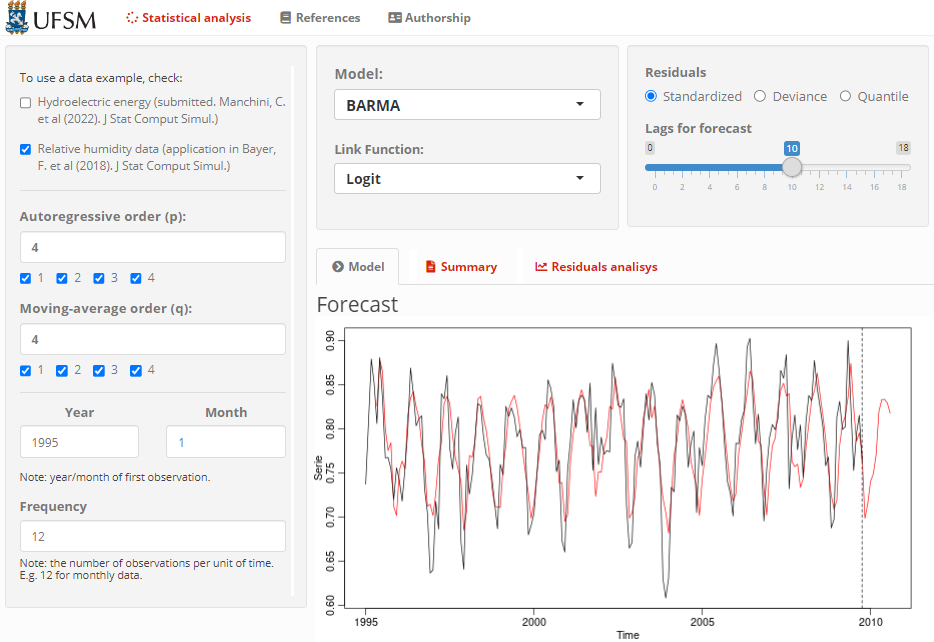 UFSM
Statistical analysis
References
Authorship
To use a data example, check:
Hydroelectric energy (submitted. Manchini, C.
et al (2022). J Stat Comput Simul.)
Relative humidity data (application in Bayer,
F. et al (2018). J Stat Comput Simul.)
Autoregressive order (p):
4
1 2 3 4
Moving-average order (q):
4
1 2 3 4
Year Month
1995 1
Note: year/month of first observation.
Frequency
12
Note: the number of observations per unit of time.
E.g. 12 for monthly data.
Model:
BARMA
Link Function:
Logit
Residuals
Standardized Deviance Quantile
Lags for forecast
0 10 18
0 2 4 6 8 10 12 14 16 18
Model Summary Residuals analisys
Forecast
0.90
0.85
0.80
0.75
0.70
0.65
0.60
Serie
1995 2000 2005 2010
Time